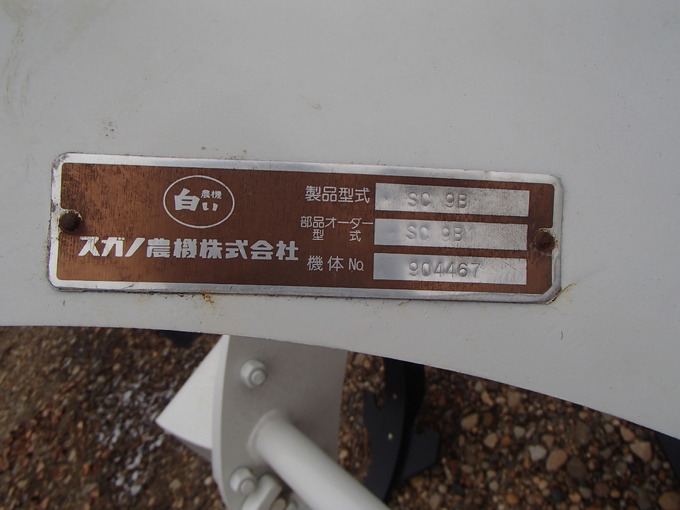 白い
農機
スガノ農機株式会社
製品型式 SC 9B
部品オーダー型式 SC 9B
機体No. 904467